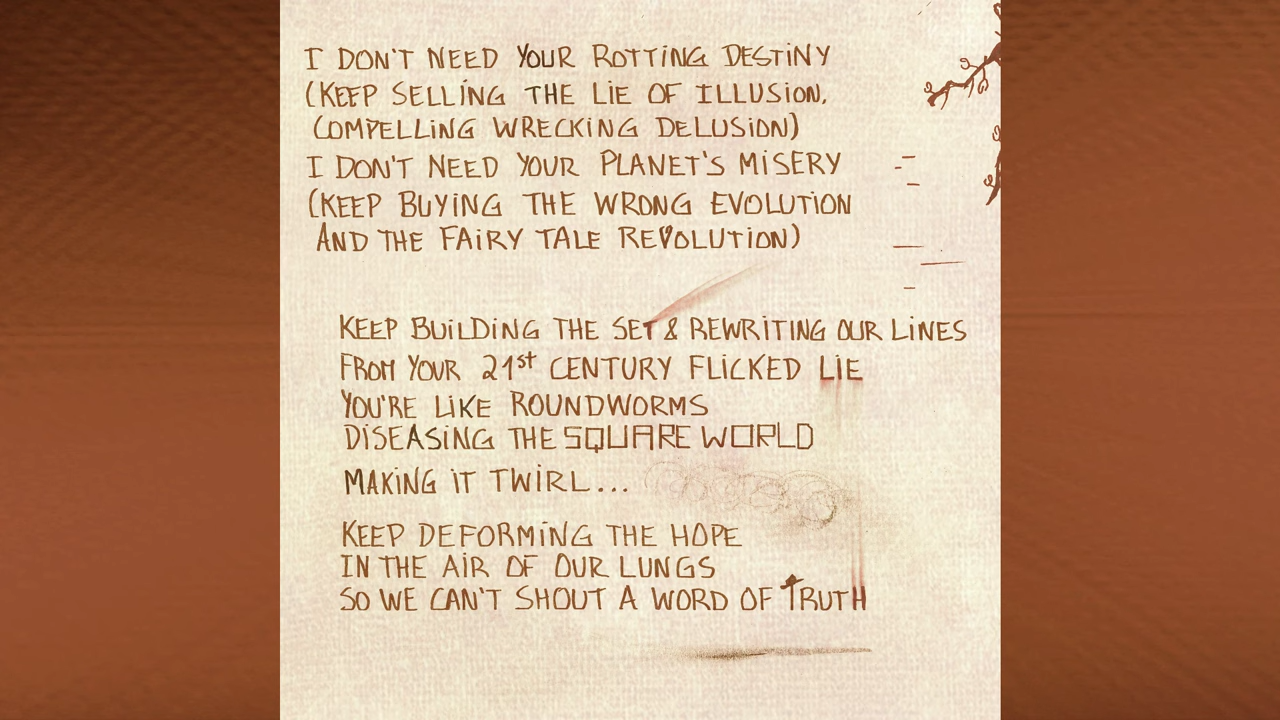 I DON'T NEED YOUR ROTTING DESTINY
(KEEP SELLING THE LIE OF ILLUSION,
COMPELLING WRECKING DELUSION)
I DON'T NEED YOUR PLANET'S MISERY
(KEEP BUYING THE WRONG EVOLUTION
AND THE FAIRY TALE REVOLUTION)
KEEP BUILDING THE SET & REWRITING OUR LINES
FROM YOUR 21st CENTURY FLICKED LIE
YOU'RE LIKE ROUNDWORMS
DISEASING THE SQUARE WORLD
MAKING IT TWIRL...
KEEP DEFORMING THE HOPE
IN THE AIR OF OUR LUNGS
SO WE CAN'T SHOUT A WORD OF TRUTH